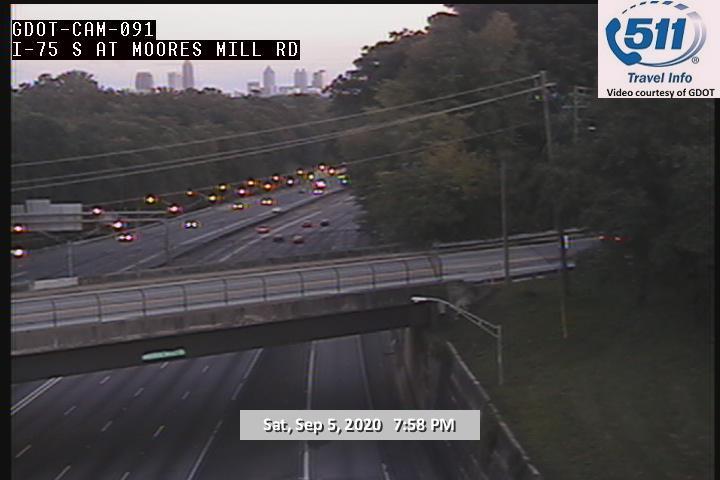 GDOT-CAM-091
I-75 S AT MOORES MILL RD
511
Travel Info
Video courtesy of GDOT
Sat, Sep 5, 2020 7:58 PM